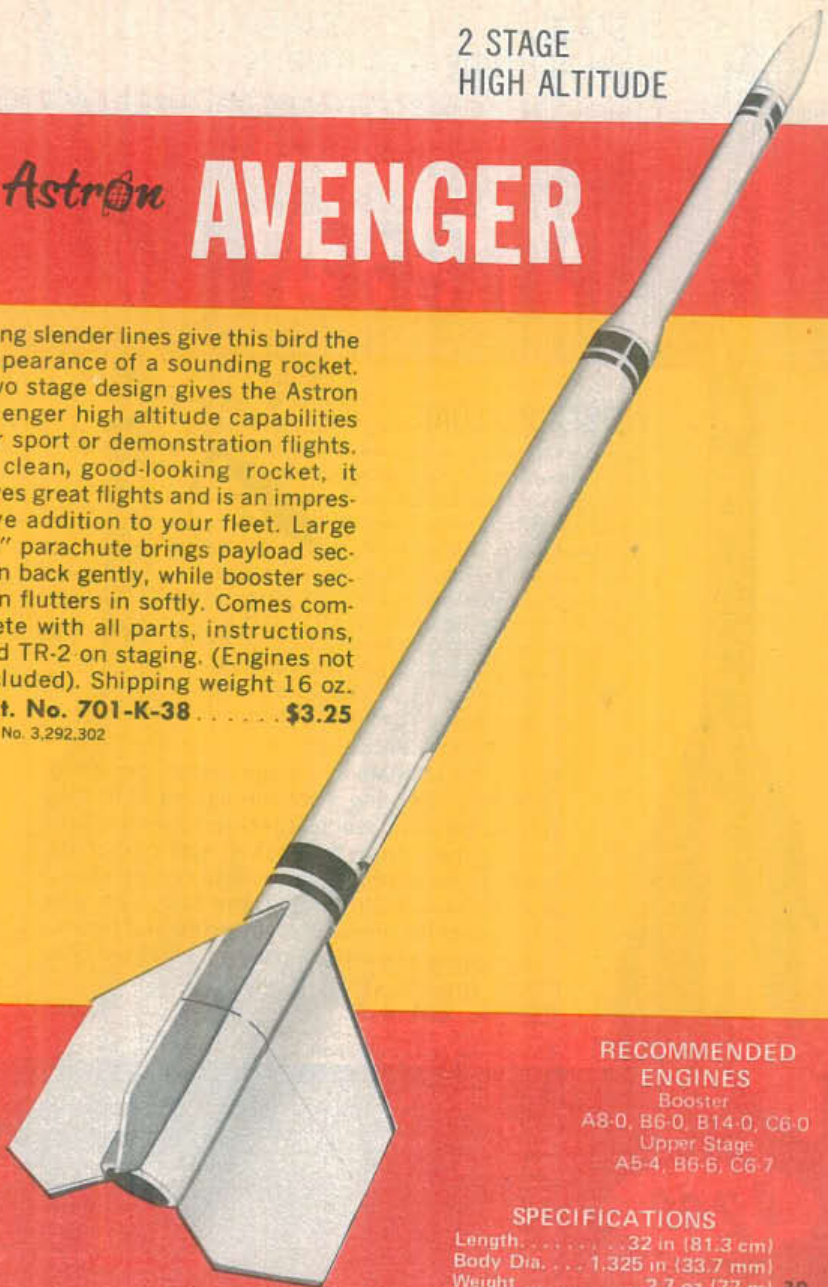 2 STAGE
HIGH ALTITUDE
Astron AVENGER
ng slender lines give this bird the
pearance of a sounding rocket.
vo stage design gives the Astron
enger high altitude capabilities
r sport or demonstration flights.
clean, good-looking rocket, it
es great flights and is an impres-
ve addition to your fleet. Large
" parachute brings payload sec-
n back gently, while booster sec-
n flutters in softly. Comes com-
ete with all parts, instructions,
d TR-2 on staging. (Engines not
luded). Shipping weight 16 oz.
t. No. 701-K-38 . . . . . . $3.25
No. 3,292,302
RECOMMENDED
ENGINES
Booster
A8-0, B6-0, B14-0, C6-0
Upper Stage
A5-4, B6-6, C6-7
SPECIFICATIONS
Length. . . . . . . . . 32 in (81.3 cm)
Body Dia. . . . 1.325 in (33.7 mm)
Weight 2.7 oz